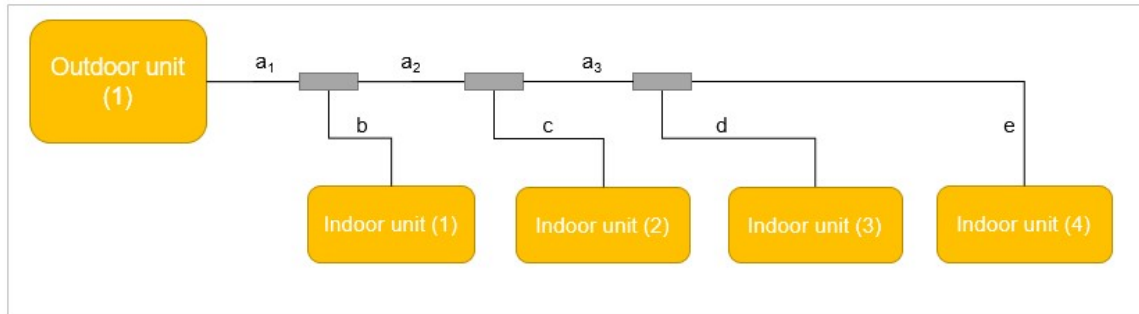 Outdoor unit
(1)
a₁
a₂
a₃
b
c
d
e
Indoor unit (1)
Indoor unit (2)
Indoor unit (3)
Indoor unit (4)